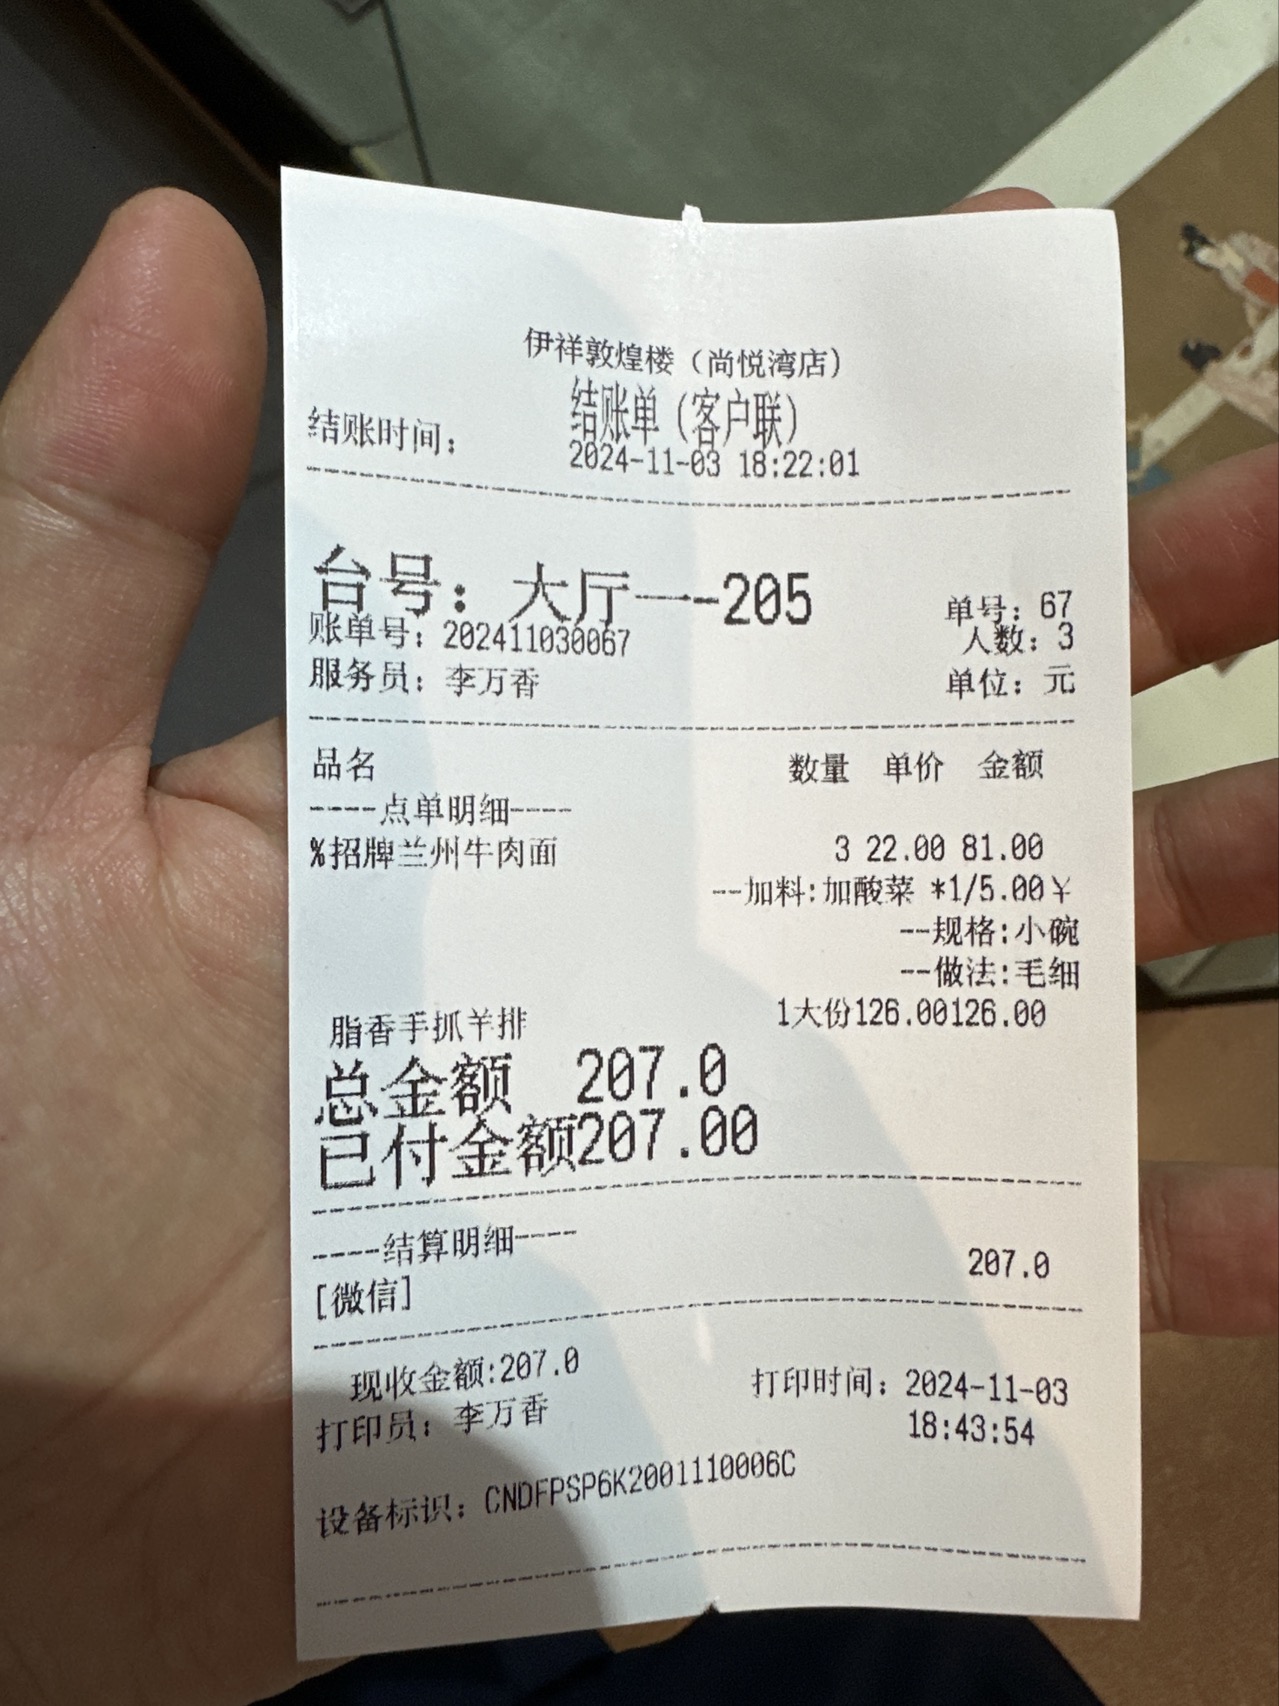 伊祥敦煌楼（尚悦湾店）
结账单（客户联）
结账时间： 2024-11-03 18:22:01
台号：大厅一-205
单号：67
账单号：202411030067 人数：3
服务员：李万香 单位：元
品名 数量 单价 金额
----点单明细----
%招牌兰州牛肉面 3 22.00 81.00
--加料:加酸菜 *1/5.00¥
--规格:小碗
--做法:毛细
脂香手抓羊排 1大份126.00126.00
总金额 207.0
已付金额207.00
----结算明细----
[微信] 207.0
现收金额:207.0
打印员：李万香 打印时间：2024-11-03
18:43:54
设备标识：CNDFPSP6K2001110006C